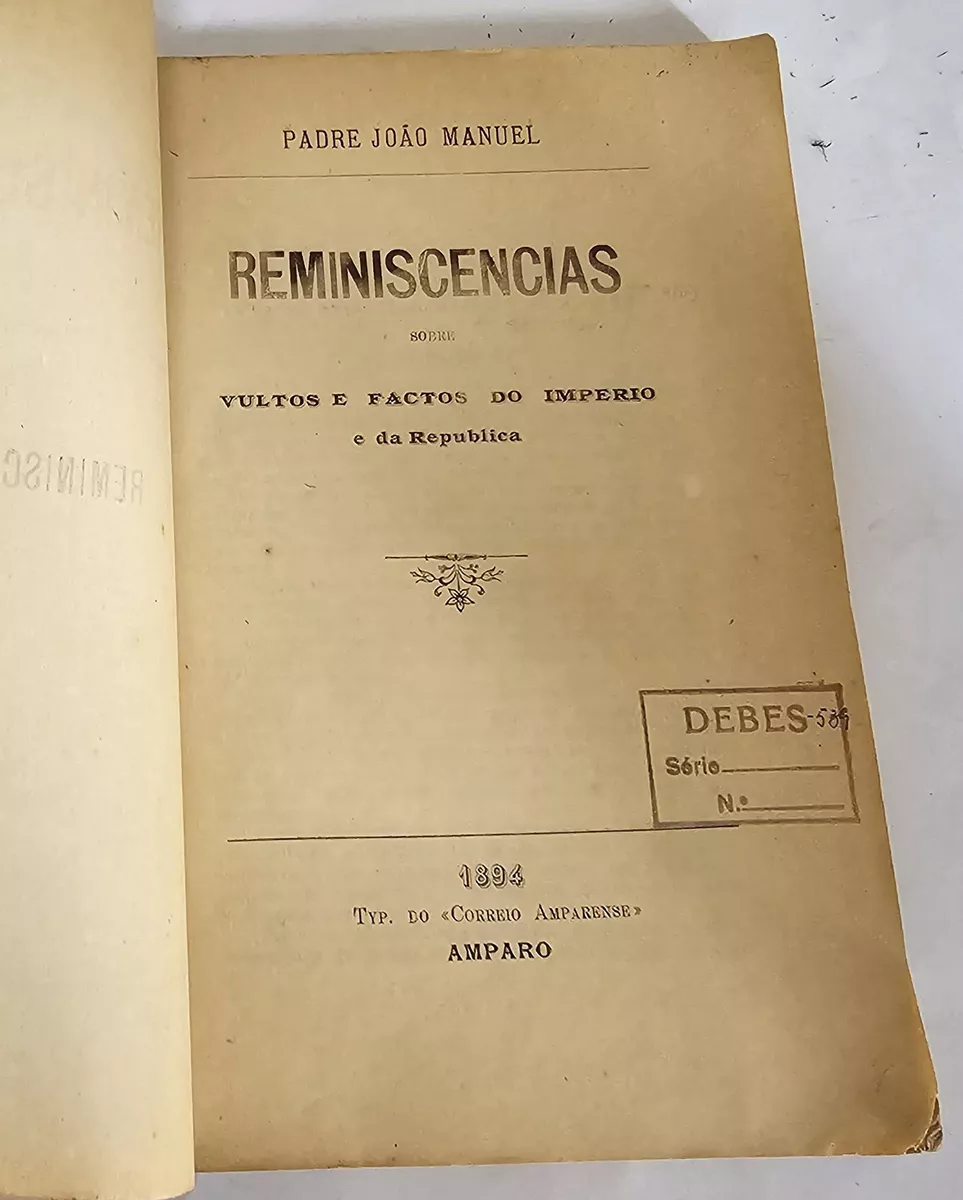 PADRE JOÃO MANUEL
REMINISCENCIAS
SOBRE
VULTOS E FACTOS DO IMPERIO
e da Republica
DEBES-539
Série
N.º
1894
TYP. DO «CORREIO AMPARENSE»
AMPARO
REMINISC